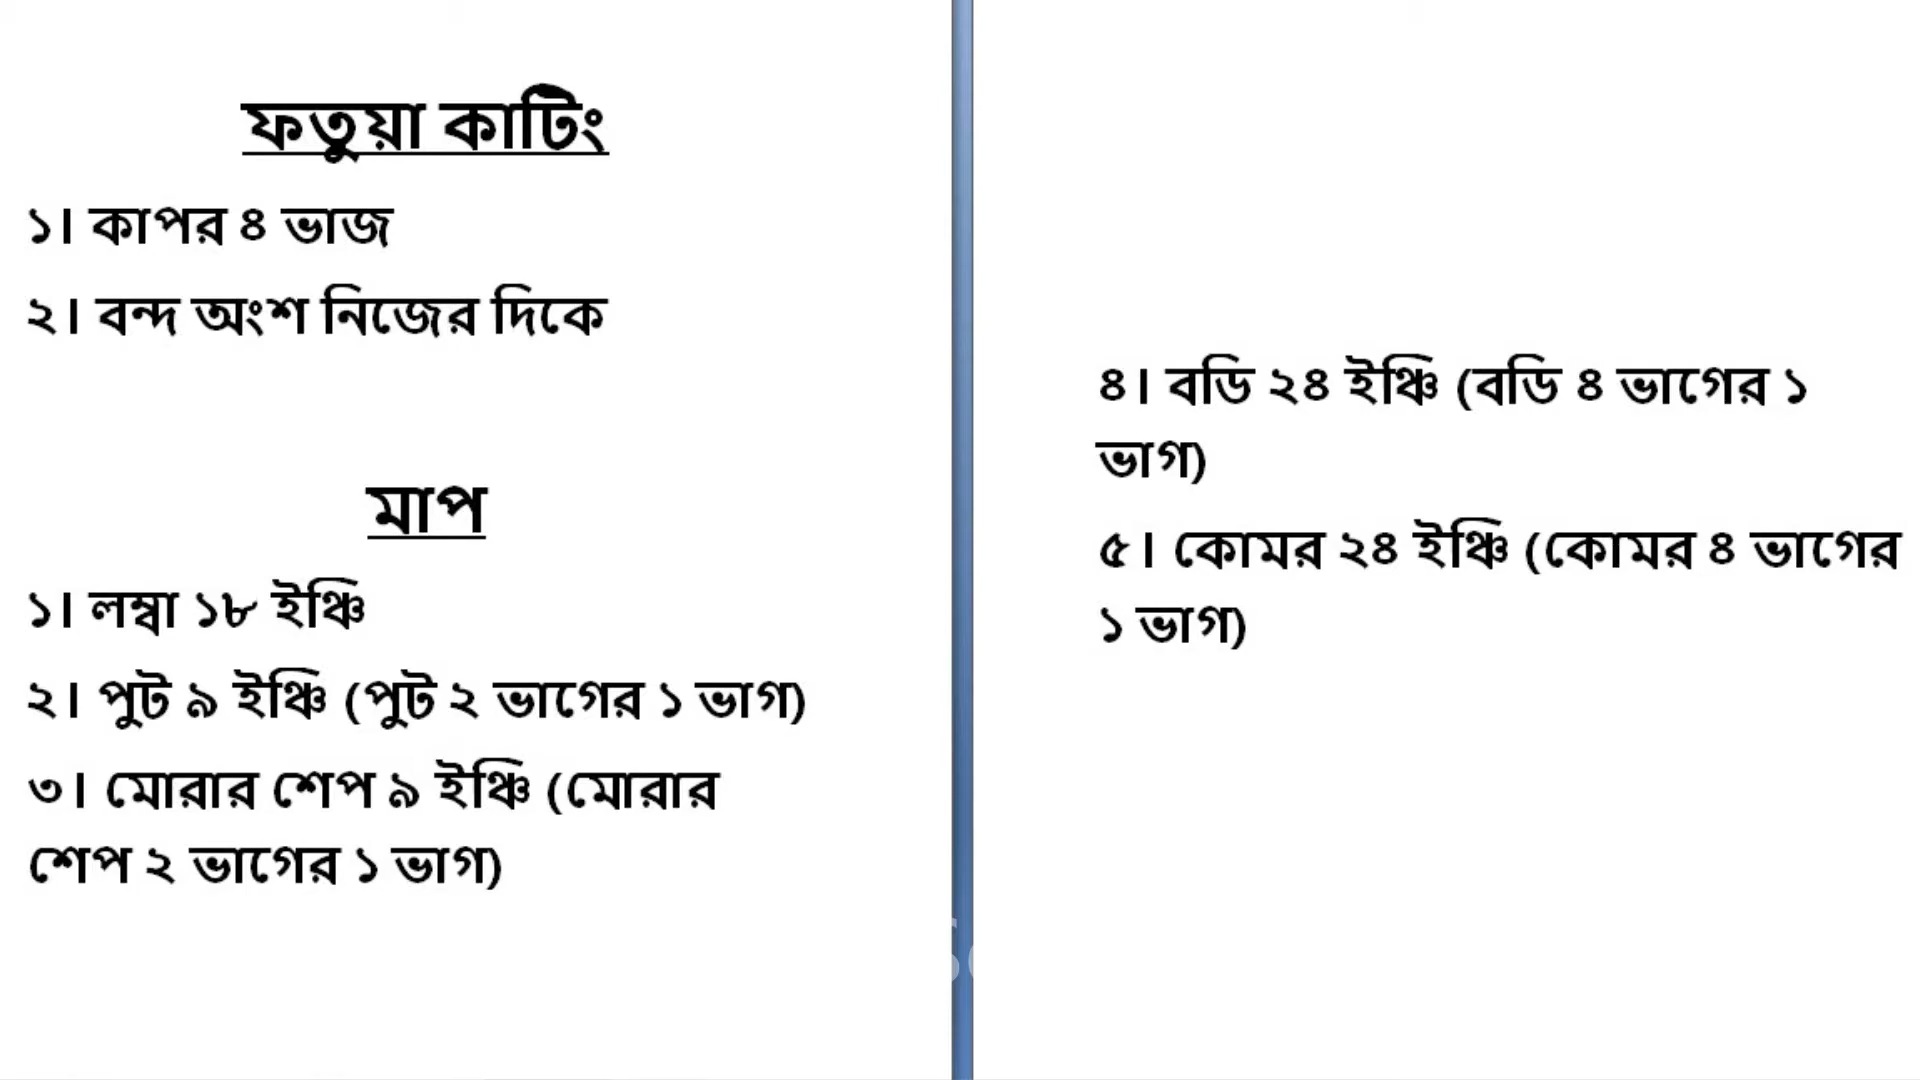 ফতুয়া কাটিং
১। কাপর ৪ ভাজ
২। বন্দ অংশ নিজের দিকে
মাপ
১। লম্বা ১৮ ইঞ্চি
২। পুট ৯ ইঞ্চি (পুট ২ ভাগের ১ ভাগ)
৩। মোরার শেপ ৯ ইঞ্চি (মোরার
শেপ ২ ভাগের ১ ভাগ)
৪। বডি ২৪ ইঞ্চি (বডি ৪ ভাগের ১
ভাগ)
৫। কোমর ২৪ ইঞ্চি (কোমর ৪ ভাগের
১ ভাগ)